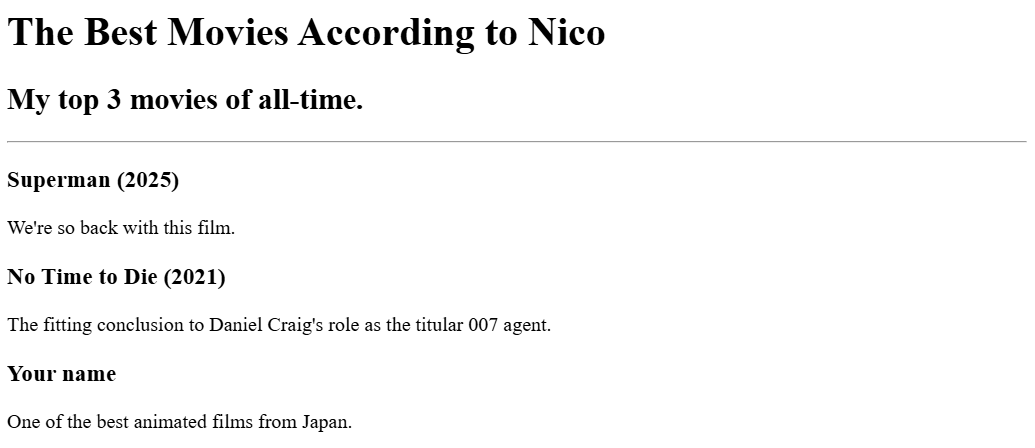 The Best Movies According to Nico
My top 3 movies of all-time.
Superman (2025)
We're so back with this film.
No Time to Die (2021)
The fitting conclusion to Daniel Craig's role as the titular 007 agent.
Your name
One of the best animated films from Japan.